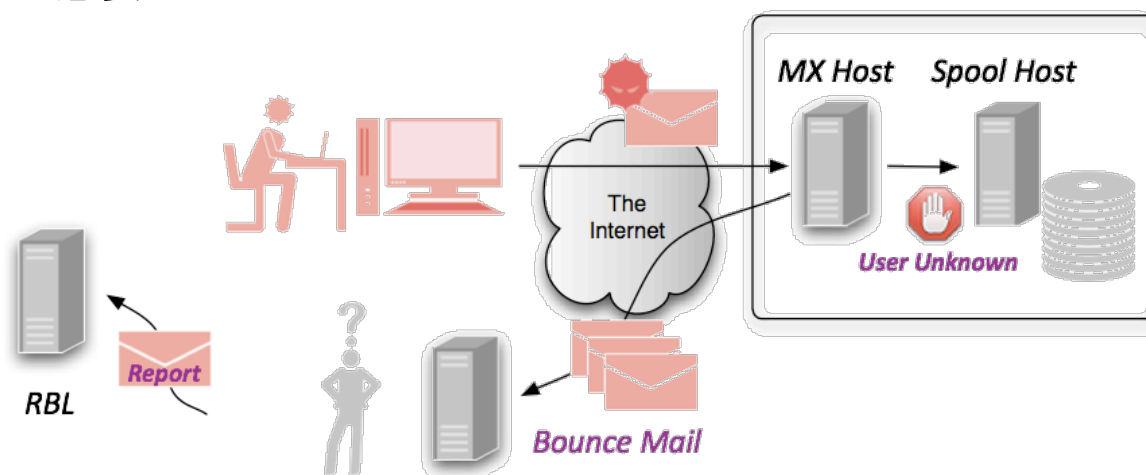 MX Host
Spool Host
The
Internet
User Unknown
Report
RBL
Bounce Mail